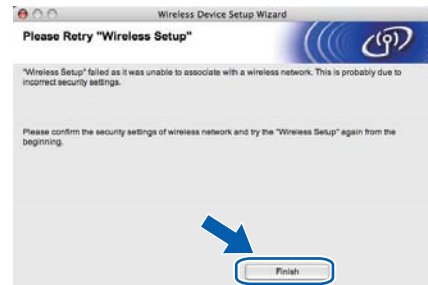 Wireless Device Setup Wizard
Please Retry "Wireless Setup"
"Wireless Setup" failed as it was unable to associate with a wireless network. This is probably due to
incorrect security settings.
Please confirm the security settings of wireless network and try the "Wireless Setup" again from the
beginning.
Finish